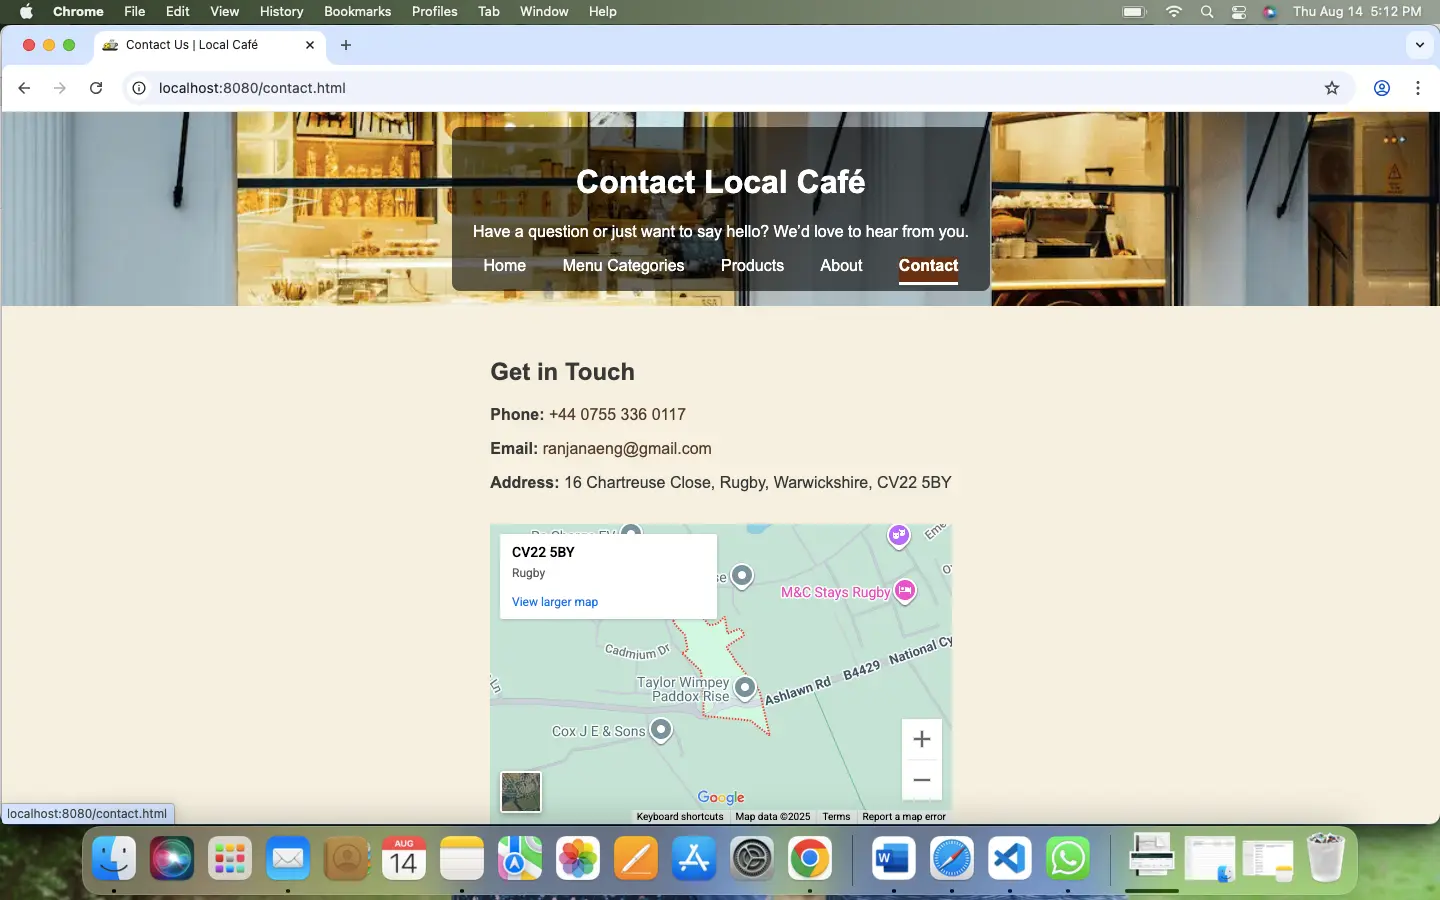 Chrome File Edit View History Bookmarks Profiles Tab Window Help Thu Aug 14 5:12 PM
Contact Us | Local Café
localhost:8080/contact.html
Contact Local Café
Have a question or just want to say hello? We'd love to hear from you.
Home Menu Categories Products About Contact
Get in Touch
Phone: +44 0755 336 0117
Email: ranjanaeng@gmail.com
Address: 16 Chartreuse Close, Rugby, Warwickshire, CV22 5BY
CV22 5BY
Rugby
View larger map
M&C Stays Rugby
Cadmium Dr
Taylor Wimpey
Paddox Rise
Ashlawn Rd B4429 National Cy
Ln
Cox J E & Sons
Google
Keyboard shortcuts Map data ©2025 Terms Report a map error
localhost:8080/contact.html
AUG
14
W